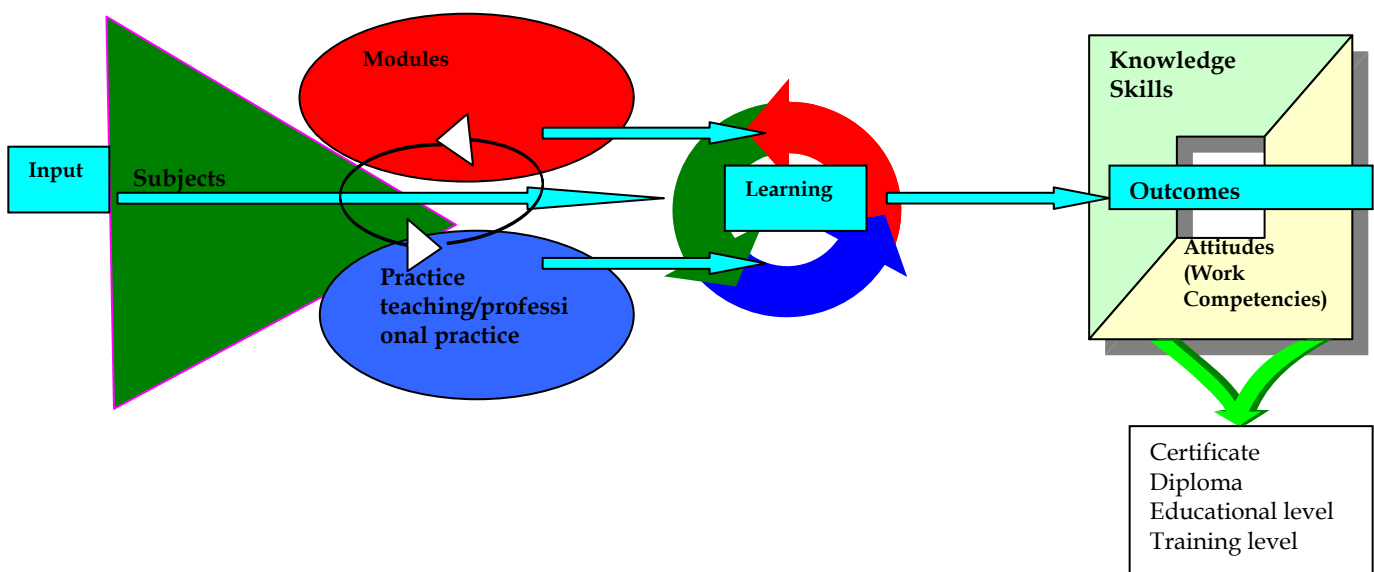 Input
Subjects
Modules
Practice
teaching/professi
onal practice
Learning
Knowledge
Skills
Outcomes
Attitudes
(Work
Competencies)
Certificate
Diploma
Educational level
Training level